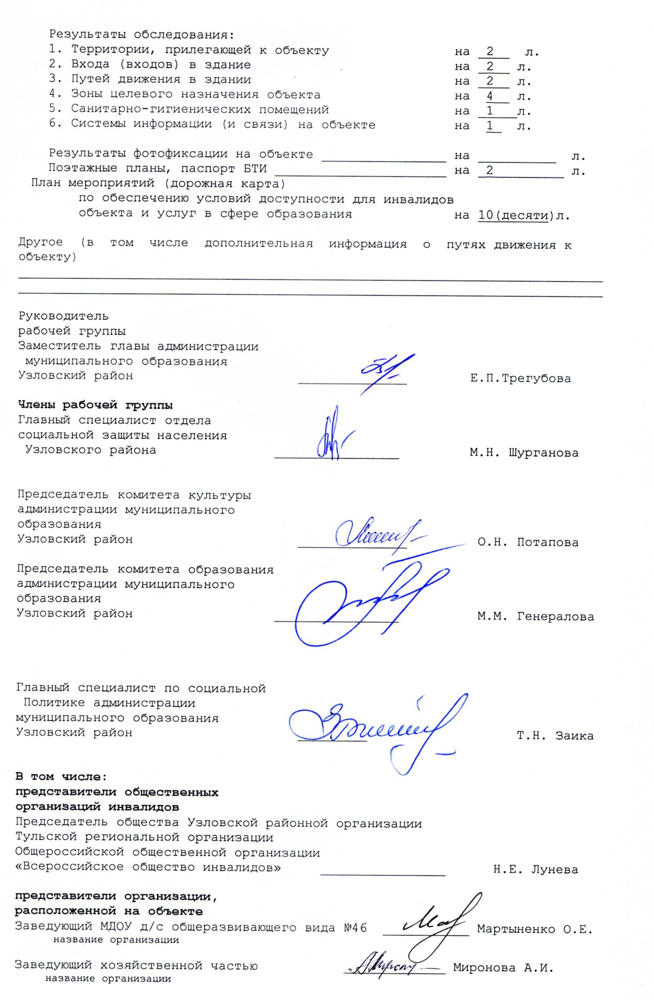 Результаты обследования:
1. Территории, прилегающей к объекту на 2 л.
2. Входа (входов) в здание на 2 л.
3. Путей движения в здании на 2 л.
4. Зоны целевого назначения объекта на 4 л.
5. Санитарно-гигиенических помещений на 1 л.
6. Системы информации (и связи) на объекте на 1 л.
Результаты фотофиксации на объекте на л.
Поэтажные планы, паспорт БТИ на 2 л.
План мероприятий (дорожная карта)
по обеспечению условий доступности для инвалидов
объекта и услуг в сфере образования на 10(десяти)л.
Другое (в том числе дополнительная информация о путях движения к
объекту)
Руководитель
рабочей группы
Заместитель главы администрации
муниципального образования
Узловский район Е.П.Трегубова
Члены рабочей группы
Главный специалист отдела
социальной защиты населения
Узловского района М.Н. Шурганова
Председатель комитета культуры
администрации муниципального
образования
Узловский район О.Н. Потапова
Председатель комитета образования
администрации муниципального
образования
Узловский район М.М. Генералова
Главный специалист по социальной
Политике администрации
муниципального образования
Узловский район Т.Н. Заика
В том числе:
представители общественных
организаций инвалидов
Председатель общества Узловской районной организации
Тульской региональной организации
Общероссийской общественной организации
«Всероссийское общество инвалидов» Н.Е. Лунева
представители организации,
расположенной на объекте
Заведующий МДОУ д/с общеразвивающего вида №46 Мартыненко О.Е.
название организации
Заведующий хозяйственной частью Миронова А.И.
название организации